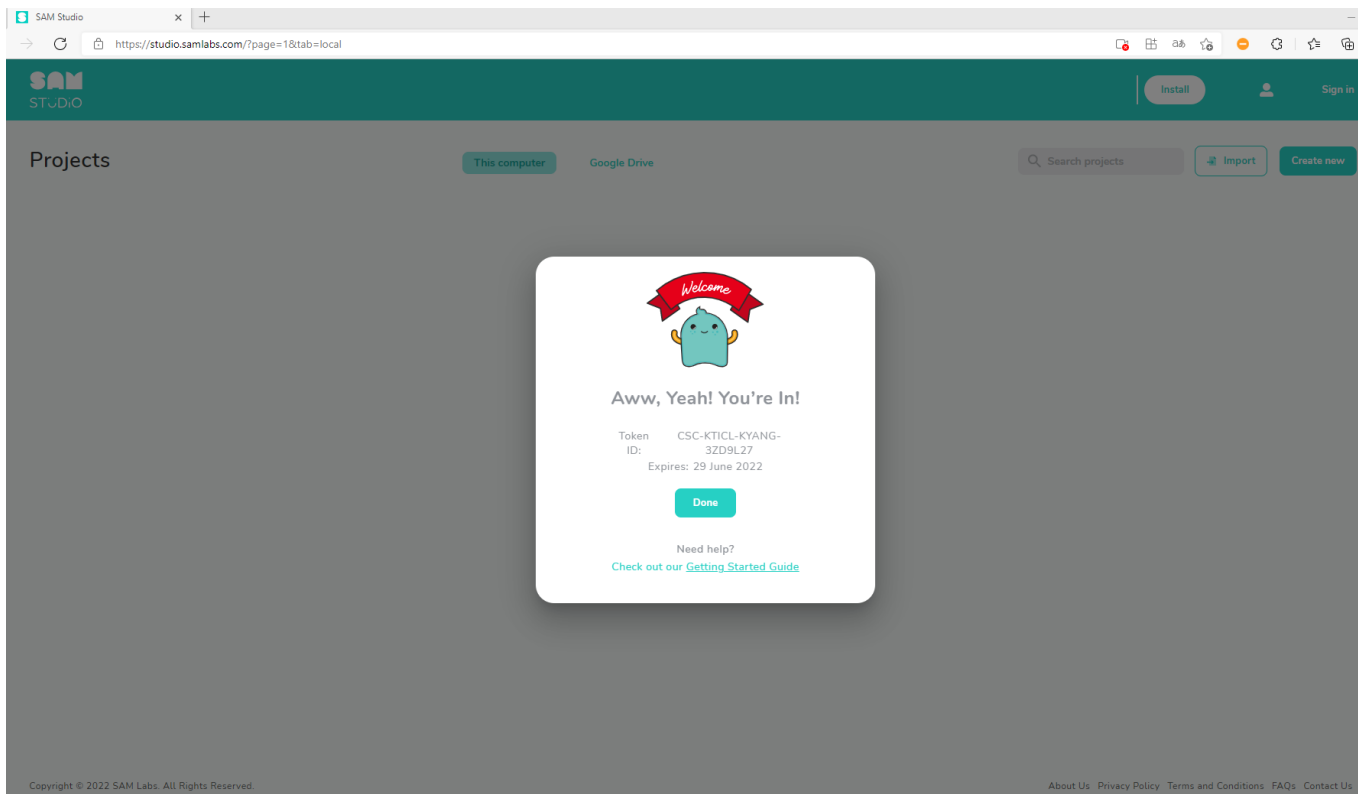 SAM Studio
https://studio.samlabs.com/?page=1&tab=local
SAM
STUDiO
Install
Sign in
Projects
This computer
Google Drive
Search projects
Import
Create new
Welcome
Aww, Yeah! You're In!
Token CSC-KTICL-KYANG-
ID: 3ZD9L27
Expires: 29 June 2022
Done
Need help?
Check out our Getting Started Guide
Copyright © 2022 SAM Labs. All Rights Reserved.
About Us Privacy Policy Terms and Conditions FAQs Contact Us